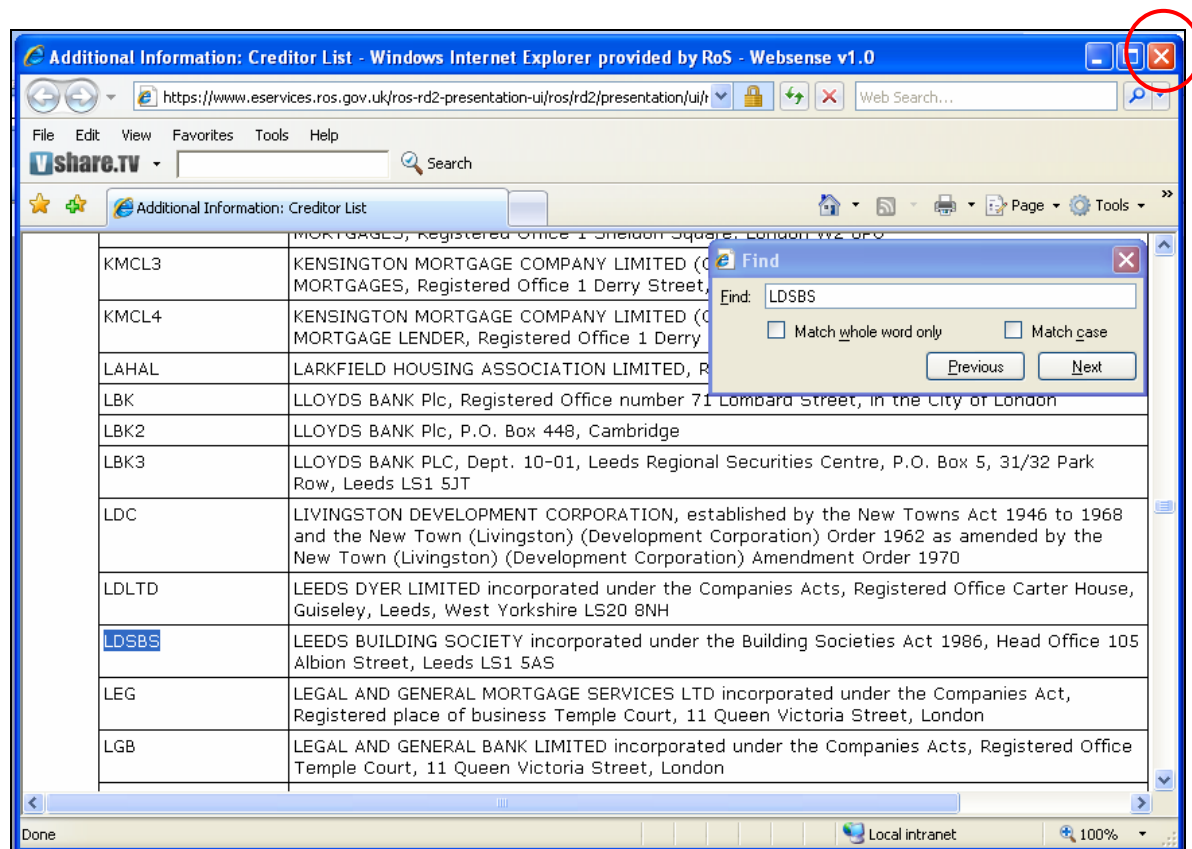 Additional Information: Creditor List - Windows Internet Explorer provided by RoS - Websense v1.0
https://www.eservices.ros.gov.uk/ros-rd2-presentation-ui/ros/rd2/presentation/ui/r
Web Search...
File Edit View Favorites Tools Help
Vshare.TV Search
Additional Information: Creditor List Page Tools »
MORTGAGES, Registered Office 1 Sheldon Square, London W2 6PU
KMCL3 KENSINGTON MORTGAGE COMPANY LIMITED (
MORTGAGES, Registered Office 1 Derry Street,
KMCL4 KENSINGTON MORTGAGE COMPANY LIMITED (
MORTGAGE LENDER, Registered Office 1 Derry
LAHAL LARKFIELD HOUSING ASSOCIATION LIMITED, R
Find
Find: LDSBS
Match whole word only Match case
Previous Next
LBK LLOYDS BANK Plc, Registered Office number 71 Lombard Street, in the City of London
LBK2 LLOYDS BANK Plc, P.O. Box 448, Cambridge
LBK3 LLOYDS BANK PLC, Dept. 10-01, Leeds Regional Securities Centre, P.O. Box 5, 31/32 Park
Row, Leeds LS1 5JT
LDC LIVINGSTON DEVELOPMENT CORPORATION, established by the New Towns Act 1946 to 1968
and the New Town (Livingston) (Development Corporation) Order 1962 as amended by the
New Town (Livingston) (Development Corporation) Amendment Order 1970
LDLTD LEEDS DYER LIMITED incorporated under the Companies Acts, Registered Office Carter House,
Guiseley, Leeds, West Yorkshire LS20 8NH
LDSBS LEEDS BUILDING SOCIETY incorporated under the Building Societies Act 1986, Head Office 105
Albion Street, Leeds LS1 5AS
LEG LEGAL AND GENERAL MORTGAGE SERVICES LTD incorporated under the Companies Act,
Registered place of business Temple Court, 11 Queen Victoria Street, London
LGB LEGAL AND GENERAL BANK LIMITED incorporated under the Companies Acts, Registered Office
Temple Court, 11 Queen Victoria Street, London
Done Local intranet 100%